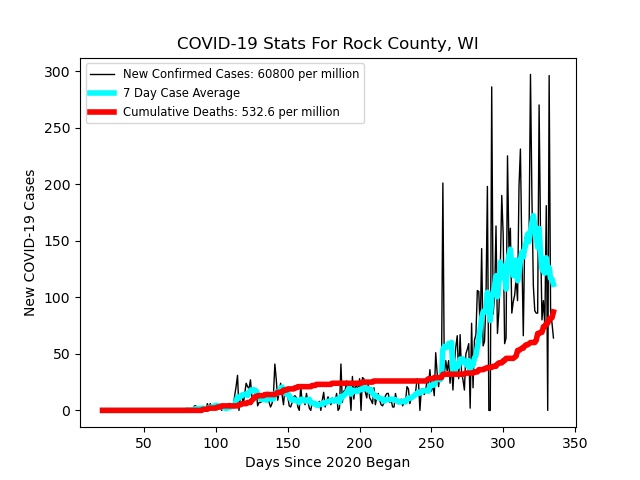 COVID-19 Stats For Rock County, WI
New Confirmed Cases: 60800 per million
7 Day Case Average
Cumulative Deaths: 532.6 per million
New COVID-19 Cases
300
250
200
150
100
50
0
50
100
150
200
250
300
350
Days Since 2020 Began